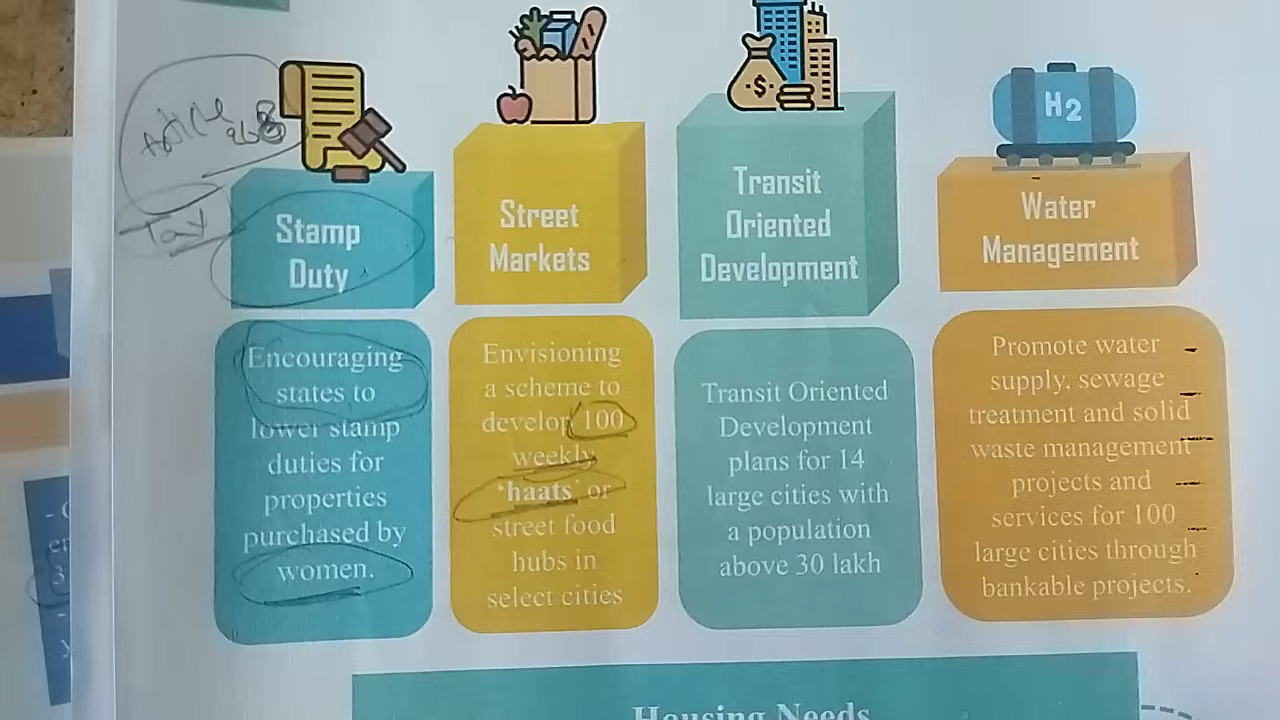 Article
268
Tax
H2
Stamp
Duty
Street
Markets
Transit
Oriented
Development
Water
Management
Encouraging
states to
lower stamp
duties for
properties
purchased by
women.
Envisioning
a scheme to
develop 100
weekly
'haats' or
street food
hubs in
select cities
Transit Oriented
Development
plans for 14
large cities with
a population
above 30 lakh
Promote water
supply, sewage
treatment and solid
waste management
projects and
services for 100
large cities through
bankable projects.
Housing Needs